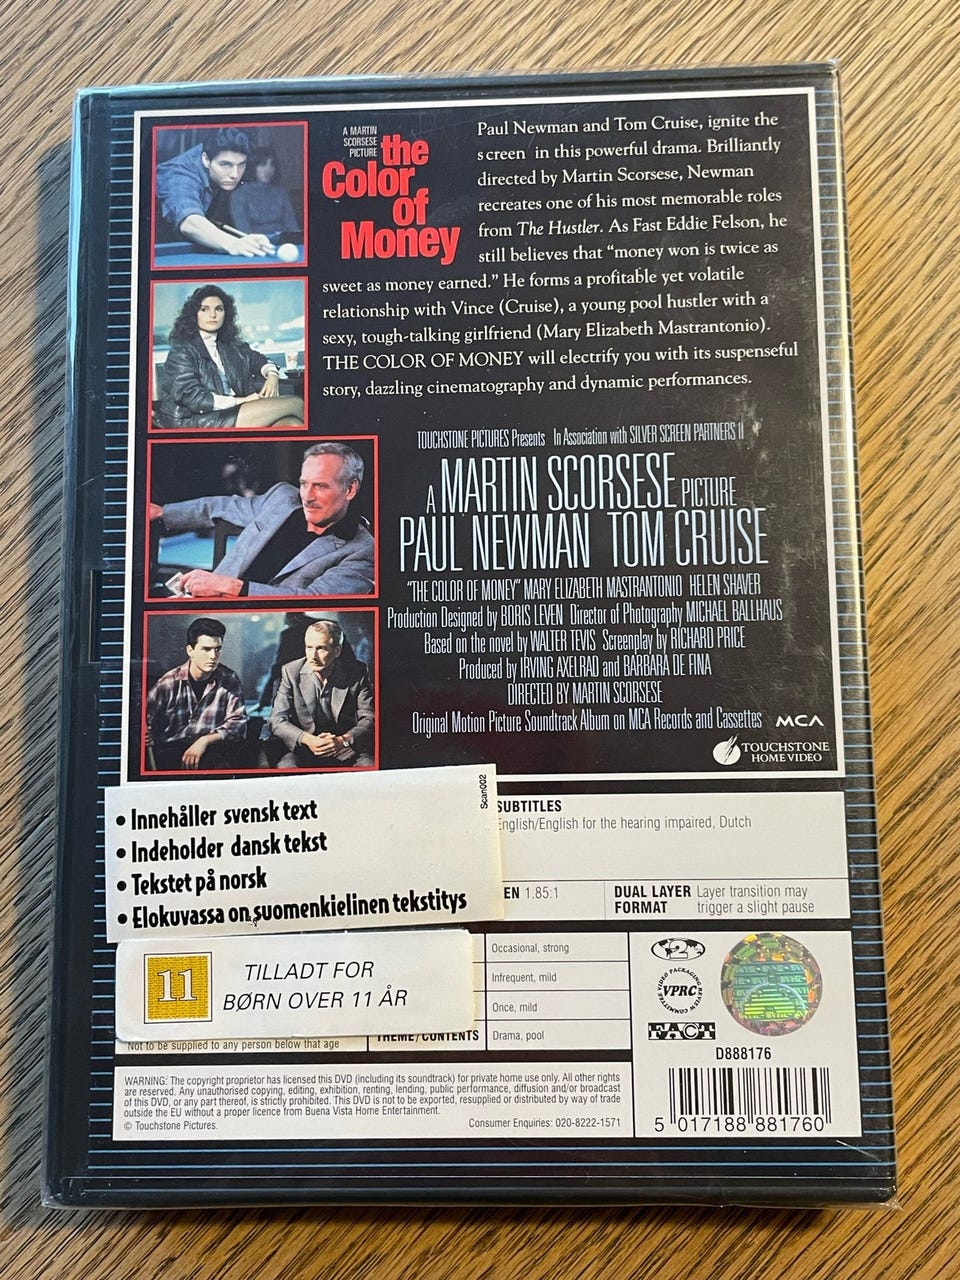 A MARTIN
SCORSESE
PICTURE
the
Color
of
Money
Paul Newman and Tom Cruise, ignite the
screen in this powerful drama. Brilliantly
directed by Martin Scorsese, Newman
recreates one of his most memorable roles
from The Hustler. As Fast Eddie Felson, he
still believes that “money won is twice as
sweet as money earned.” He forms a profitable yet volatile
relationship with Vince (Cruise), a young pool hustler with a
sexy, tough-talking girlfriend (Mary Elizabeth Mastrantonio).
THE COLOR OF MONEY will electrify you with its suspenseful
story, dazzling cinematography and dynamic performances.
TOUCHSTONE PICTURES Presents In Association with SILVER SCREEN PARTNERS II
A MARTIN SCORSESE PICTURE
PAUL NEWMAN TOM CRUISE
"THE COLOR OF MONEY" MARY ELIZABETH MASTRANTONIO HELEN SHAVER
Production Designed by BORIS LEVEN Director of Photography MICHAEL BALLHAUS
Based on the novel by WALTER TEVIS Screenplay by RICHARD PRICE
Produced by IRVING AXELRAD and BARBARA DE FINA
DIRECTED BY MARTIN SCORSESE
Original Motion Picture Soundtrack Album on MCA Records and Cassettes MCA
TOUCHSTONE
HOME VIDEO
Scan002
• Innehåller svensk text
• Indeholder dansk tekst
• Tekstet på norsk
• Elokuvassa on suomenkielinen tekstitys
SUBTITLES
English/English for the hearing impaired, Dutch
EN 1.85:1
DUAL LAYER FORMAT Layer transition may
trigger a slight pause
11
TILLADT FOR
BØRN OVER 11 ÅR
Occasional, strong
Infrequent, mild
Once, mild
THEME/CONTENTS Drama, pool
Not to be supplied to any person below that age
2
VIDEO PACKAGING REVIEW COMMITTEE
VPRC
FACT
D888176
5 017188 881760
WARNING: The copyright proprietor has licensed this DVD (including its soundtrack) for private home use only. All other rights
are reserved. Any unauthorised copying, editing, exhibition, renting, lending, public performance, diffusion and/or broadcast
of this DVD, or any part thereof, is strictly prohibited. This DVD is not to be exported, resupplied or distributed by way of trade
outside the EU without a proper licence from Buena Vista Home Entertainment.
© Touchstone Pictures. Consumer Enquiries: 020-8222-1571